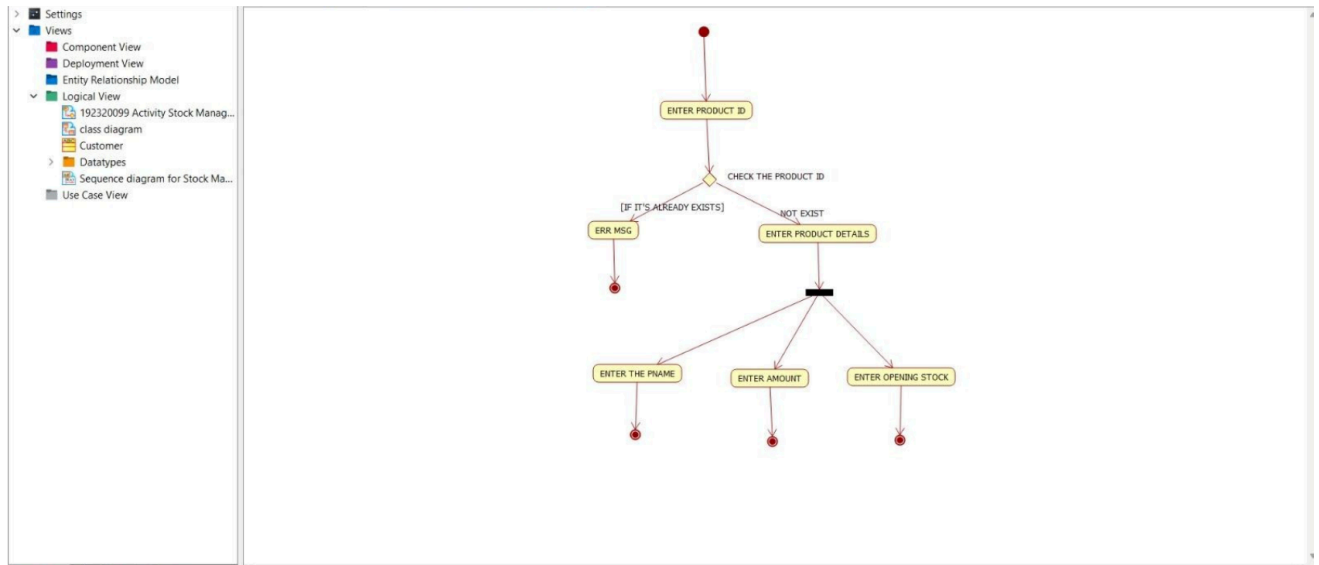 Settings
Views
Component View
Deployment View
Entity Relationship Model
Logical View
192320099 Activity Stock Manag...
class diagram
Customer
Datatypes
Sequence diagram for Stock Ma...
Use Case View
ENTER PRODUCT ID
CHECK THE PRODUCT ID
[IF IT'S ALREADY EXISTS]
NOT EXIST
ERR MSG
ENTER PRODUCT DETAILS
ENTER THE PNAME
ENTER AMOUNT
ENTER OPENING STOCK